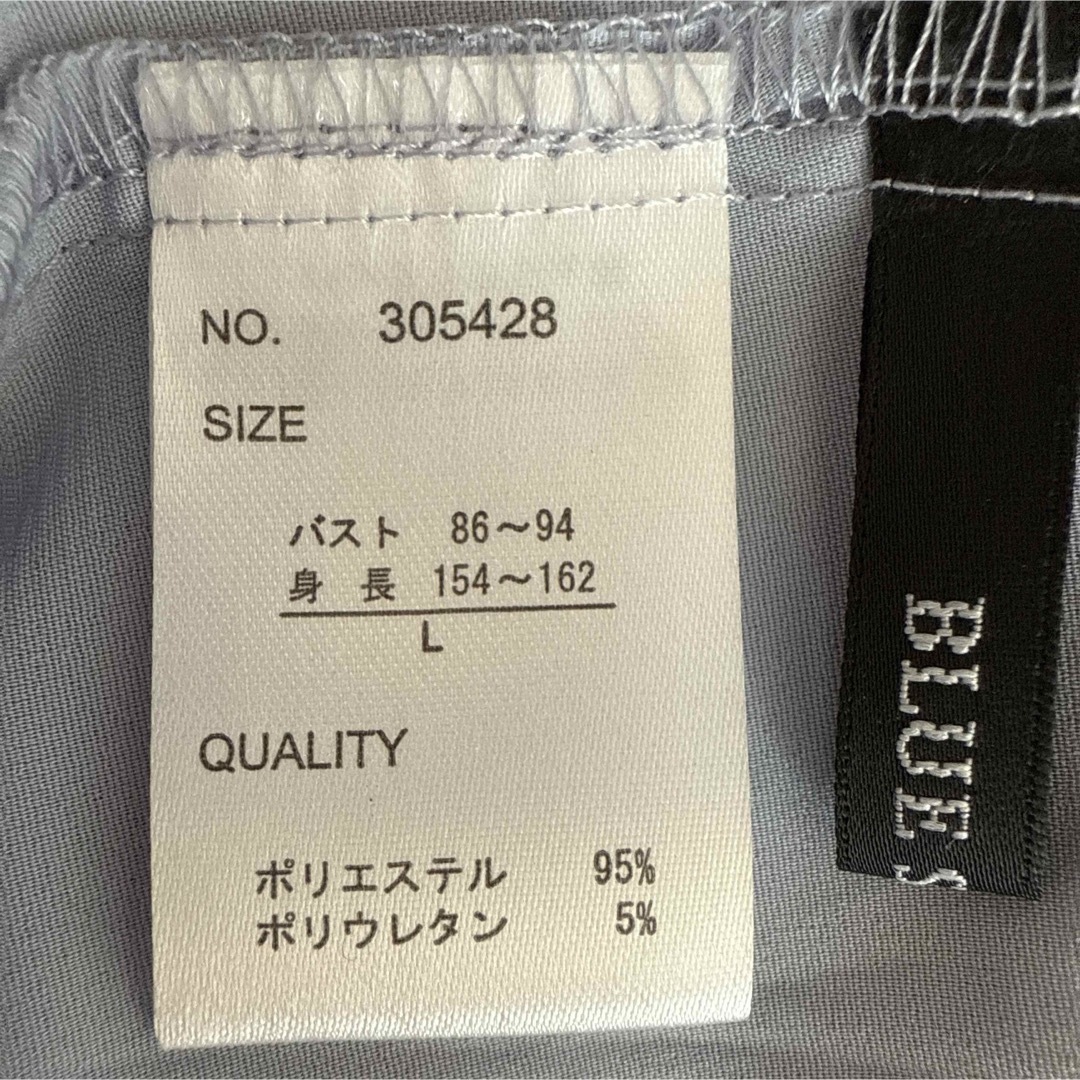 NO. 305428
SIZE
バスト 86～94
身 長 154～162
L
QUALITY
ポリエステル 95%
ポリウレタン 5%
BLUE